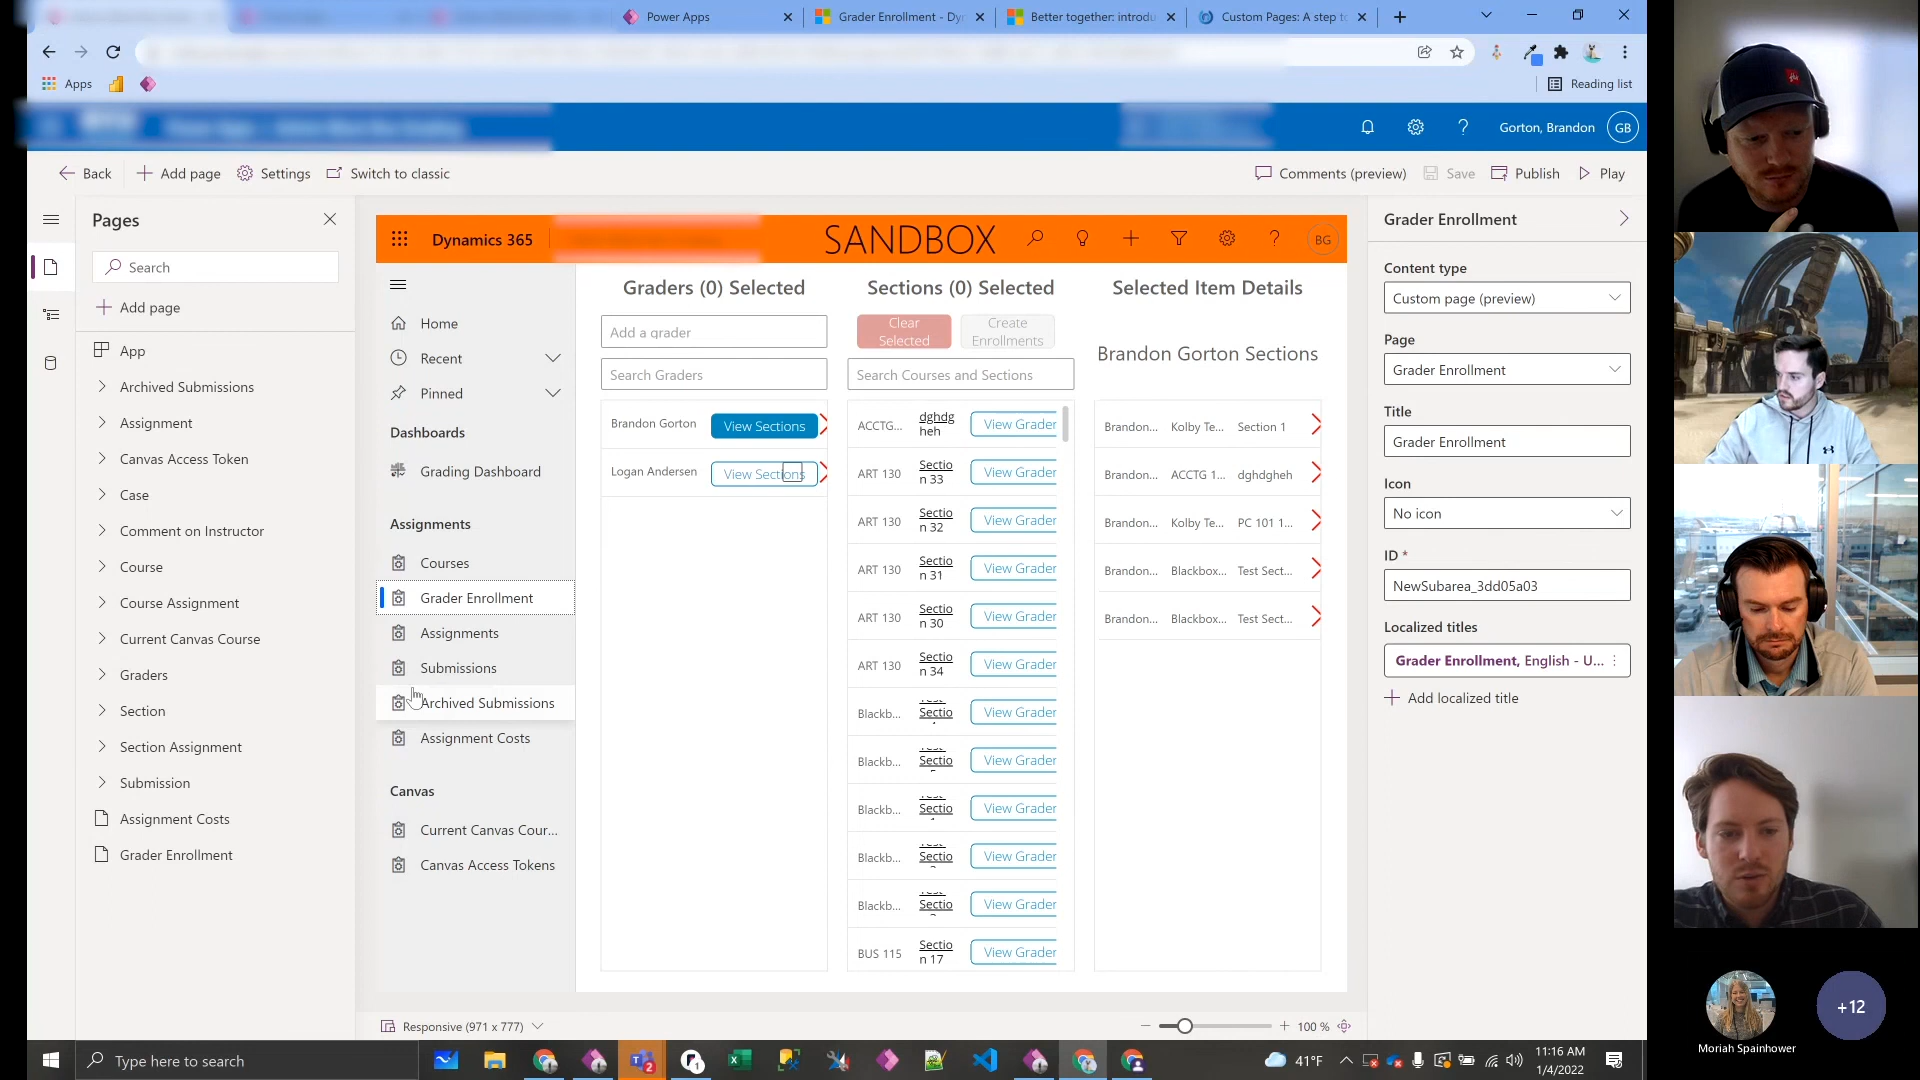 Power Apps
Grader Enrollment - Dy
Better together: introdu
Custom Pages: A step t
Apps
Reading list
Gorton, Brandon
GB
Back
Add page
Settings
Switch to classic
Comments (preview)
Save
Publish
Play
Pages
Search
Add page
App
Archived Submissions
Assignment
Canvas Access Token
Case
Comment on Instructor
Course
Course Assignment
Current Canvas Course
Graders
Section
Section Assignment
Submission
Assignment Costs
Grader Enrollment
Dynamics 365
SANDBOX
BG
Home
Recent
Pinned
Dashboards
Grading Dashboard
Assignments
Courses
Grader Enrollment
Assignments
Submissions
Archived Submissions
Assignment Costs
Canvas
Current Canvas Cour...
Canvas Access Tokens
Graders (0) Selected
Add a grader
Search Graders
Brandon Gorton
View Sections
Logan Andersen
View Sections
Sections (0) Selected
Clear
Selected
Create
Enrollments
Search Courses and Sections
ACCTG...
dghdg
heh
View Grader
ART 130
Sectio
n 33
View Grader
ART 130
Sectio
n 32
View Grader
ART 130
Sectio
n 31
View Grader
ART 130
Sectio
n 30
View Grader
ART 130
Sectio
n 34
View Grader
Blackb...
Sectio
View Grader
Blackb...
Sectio
View Grader
Blackb...
Sectio
View Grader
Blackb...
Sectio
View Grader
Blackb...
Sectio
View Grader
BUS 115
Sectio
n 17
View Grader
Selected Item Details
Brandon Gorton Sections
Brandon... Kolby Te... Section 1
Brandon... ACCTG 1... dghdgheh
Brandon... Kolby Te... PC 101 1...
Brandon... Blackbox... Test Sect...
Brandon... Blackbox... Test Sect...
Responsive (971 x 777)
100 %
Grader Enrollment
Content type
Custom page (preview)
Page
Grader Enrollment
Title
Grader Enrollment
Icon
No icon
ID *
NewSubarea_3dd05a03
Localized titles
Grader Enrollment, English - U...
Add localized title
Type here to search
41°F
11:16 AM
1/4/2022
+12
Moriah Spainhower